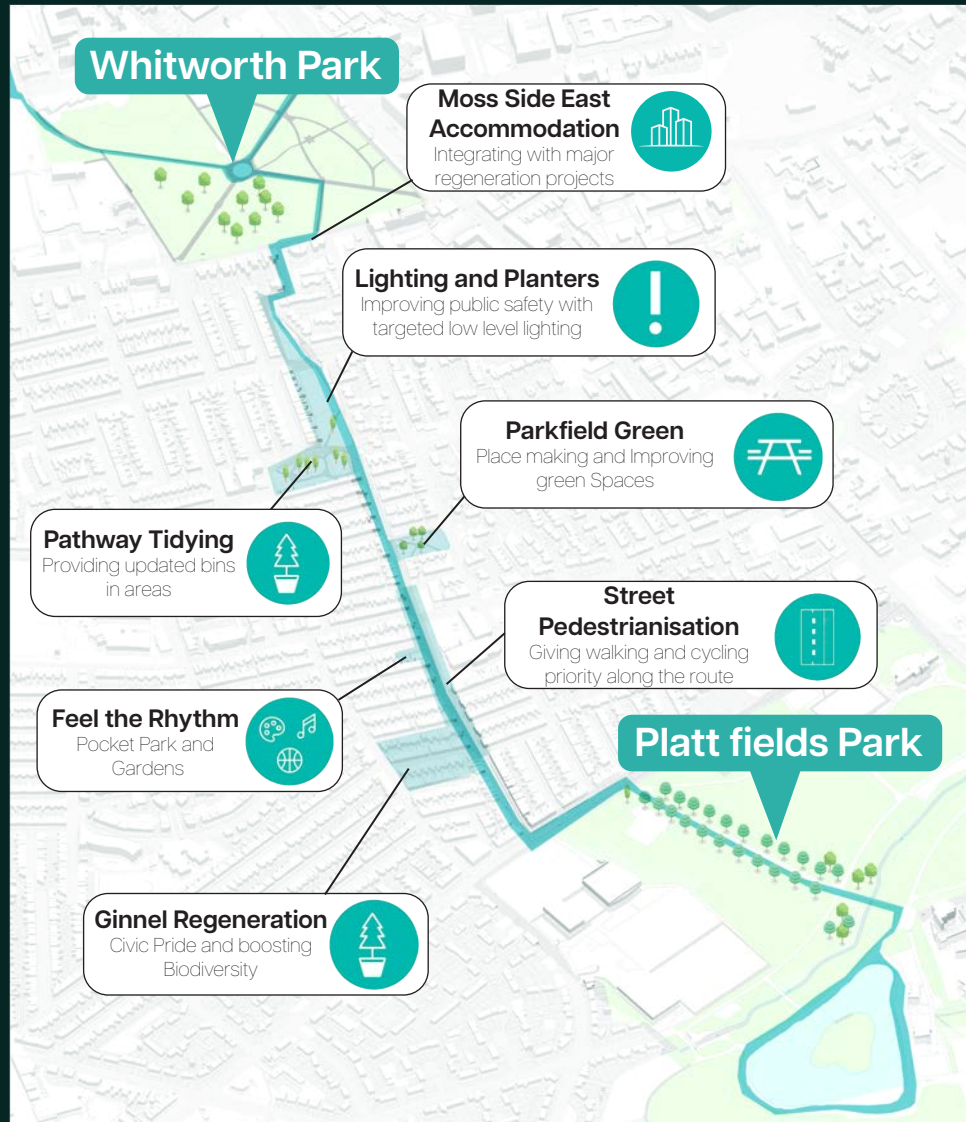 Whitworth Park
Moss Side East
Accommodation
Integrating with major
regeneration projects
Lighting and Planters
Improving public safety with
targeted low level lighting
Parkfield Green
Place making and Improving
green Spaces
Pathway Tidying
Providing updated bins
in areas
Street
Pedestrianisation
Giving walking and cycling
priority along the route
Feel the Rhythm
Pocket Park and
Gardens
Platt fields Park
Ginnel Regeneration
Civic Pride and boosting
Biodiversity